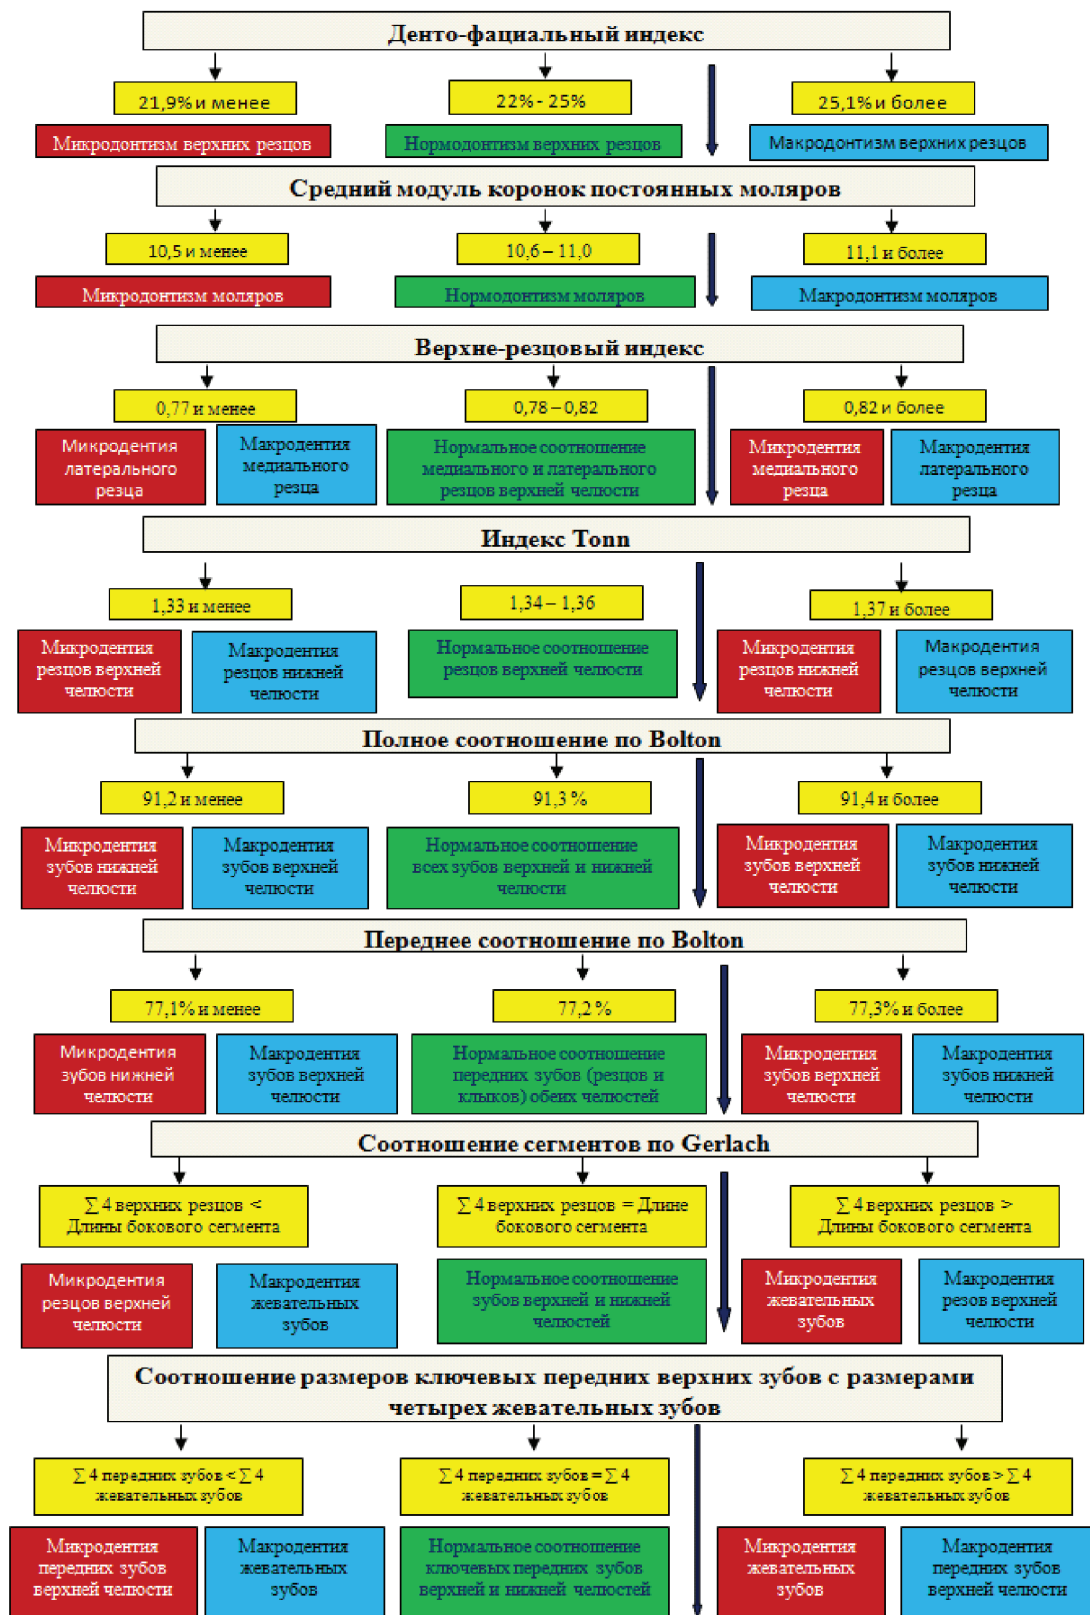 Денто-фациальный индекс
21,9% и менее
22% - 25%
25,1% и более
Микродонтизм верхних резцов
Нормодонтизм верхних резцов
Макродонтизм верхних резцов
Средний модуль коронок постоянных моляров
10,5 и менее
10,6 – 11,0
11,1 и более
Микродонтизм моляров
Нормодонтизм моляров
Макродонтизм моляров
Верхне-резцовый индекс
0,77 и менее
0,78 – 0,82
0,82 и более
Микродентия
латерального
резца
Макродентия
медиального
резца
Нормальное соотношение
медиального и латерального
резцов верхней челюсти
Микродентия
медиального
резца
Макродентия
латерального
резца
Индекс Tonn
1,33 и менее
1,34 – 1,36
1,37 и более
Микродентия
резцов верхней
челюсти
Макродентия
резцов нижней
челюсти
Нормальное соотношение
резцов верхней челюсти
Микродентия
резцов нижней
челюсти
Макродентия
резцов верхней
челюсти
Полное соотношение по Bolton
91,2 и менее
91,3 %
91,4 и более
Микродентия
зубов нижней
челюсти
Макродентия
зубов верхней
челюсти
Нормальное соотношение
всех зубов верхней и нижней
челюсти
Микродентия
зубов верхней
челюсти
Макродентия
зубов нижней
челюсти
Переднее соотношение по Bolton
77,1% и менее
77,2 %
77,3% и более
Микродентия
зубов нижней
челюсти
Макродентия
зубов верхней
челюсти
Нормальное соотношение
передних зубов (резцов и
клыков) обеих челюстей
Микродентия
зубов верхней
челюсти
Макродентия
зубов нижней
челюсти
Соотношение сегментов по Gerlach
∑ 4 верхних резцов <
Длины бокового сегмента
∑ 4 верхних резцов = Длине
бокового сегмента
∑ 4 верхних резцов >
Длины бокового сегмента
Микродентия
резцов верхней
челюсти
Макродентия
жевательных
зубов
Нормальное соотношение
зубов верхней и нижней
челюстей
Микродентия
жевательных
зубов
Макродентия
резов верхней
челюсти
Соотношение размеров ключевых передних верхних зубов с размерами
четырех жевательных зубов
∑ 4 передних зубов < ∑ 4
жевательных зубов
∑ 4 передних зубов = ∑ 4
жевательных зубов
∑ 4 передних зубов > ∑ 4
жевательных зубов
Микродентия
передних зубов
верхней челюсти
Макродентия
жевательных
зубов
Нормальное соотношение
ключевых передних зубов
верхней и нижней челюстей
Микродентия
жевательных
зубов
Макродентия
передних зубов
верхней челюсти